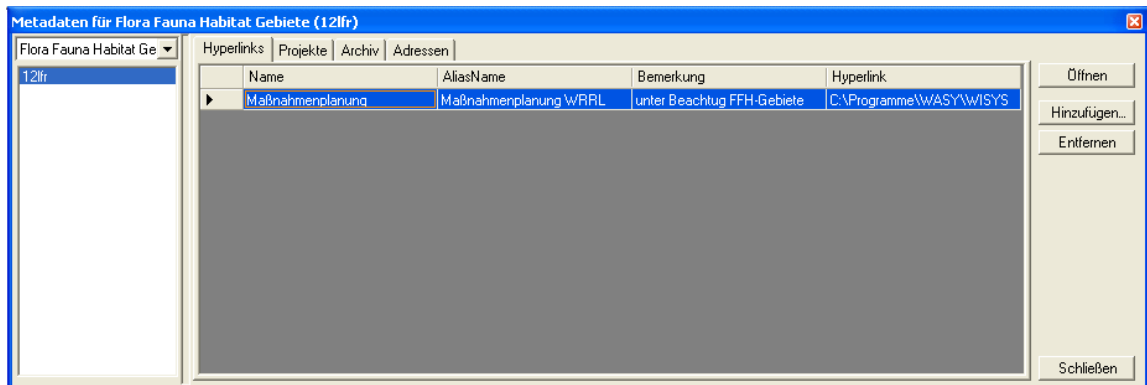 Metadaten für Flora Fauna Habitat Gebiete (12lfr)
Flora Fauna Habitat Ge
12lfr
Hyperlinks Projekte Archiv Adressen
Name AliasName Bemerkung Hyperlink
Maßnahmenplanung Maßnahmenplanung WRRL unter Beachtug FFH-Gebiete C:\Programme\WASY\WISYS
Öffnen
Hinzufügen...
Entfernen
Schließen